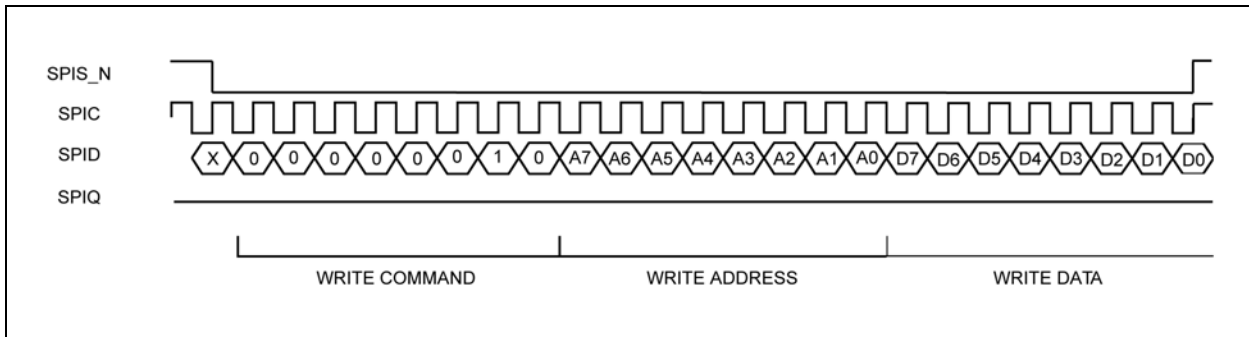 SPIS_N
SPIC
SPID X 0 0 0 0 0 0 1 0 A7 A6 A5 A4 A3 A2 A1 A0 D7 D6 D5 D4 D3 D2 D1 D0
SPIQ
WRITE COMMAND WRITE ADDRESS WRITE DATA